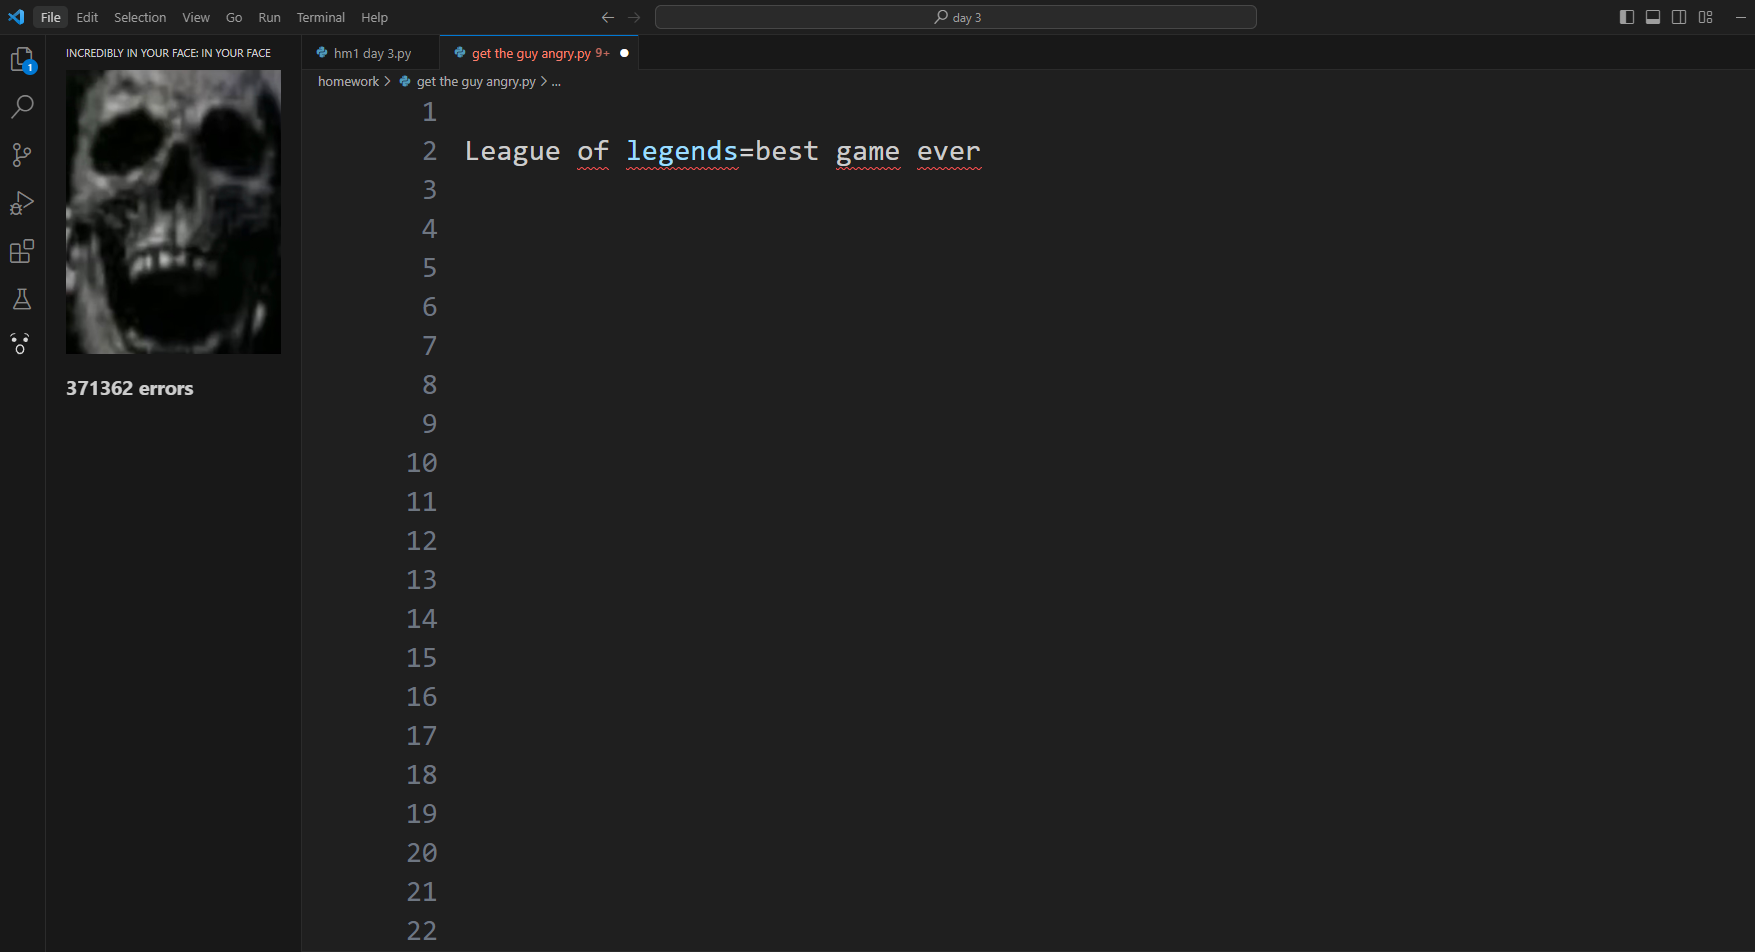 File Edit Selection View Go Run Terminal Help
day 3
INCREDIBLY IN YOUR FACE: IN YOUR FACE
hm1 day 3.py
get the guy angry.py 9+
homework > get the guy angry.py > ...
1
371362 errors
1
2 League of legends=best game ever
3
4
5
6
7
8
9
10
11
12
13
14
15
16
17
18
19
20
21
22